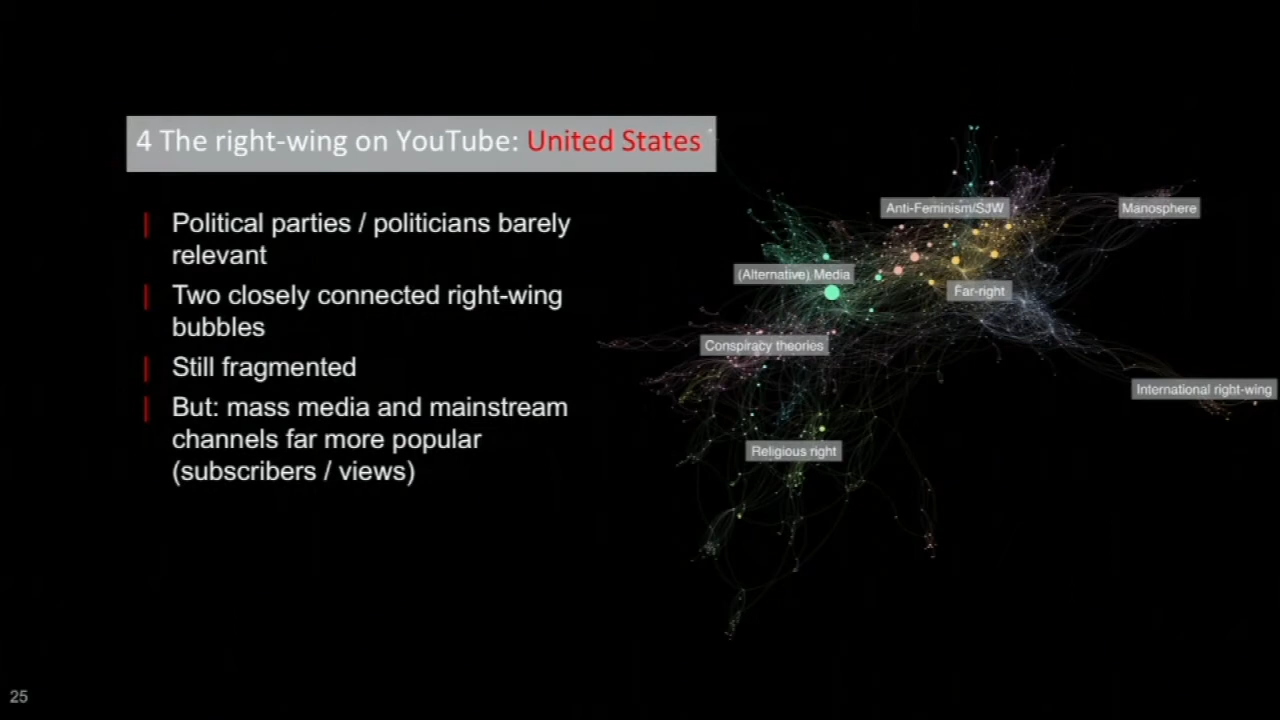 4 The right-wing on YouTube: United States
Political parties / politicians barely
relevant
Two closely connected right-wing
bubbles
Still fragmented
But: mass media and mainstream
channels far more popular
(subscribers / views)
Anti-Feminism/SJW
Manosphere
(Alternative) Media
Far-right
Conspiracy theories
International right-wing
Religious right
25